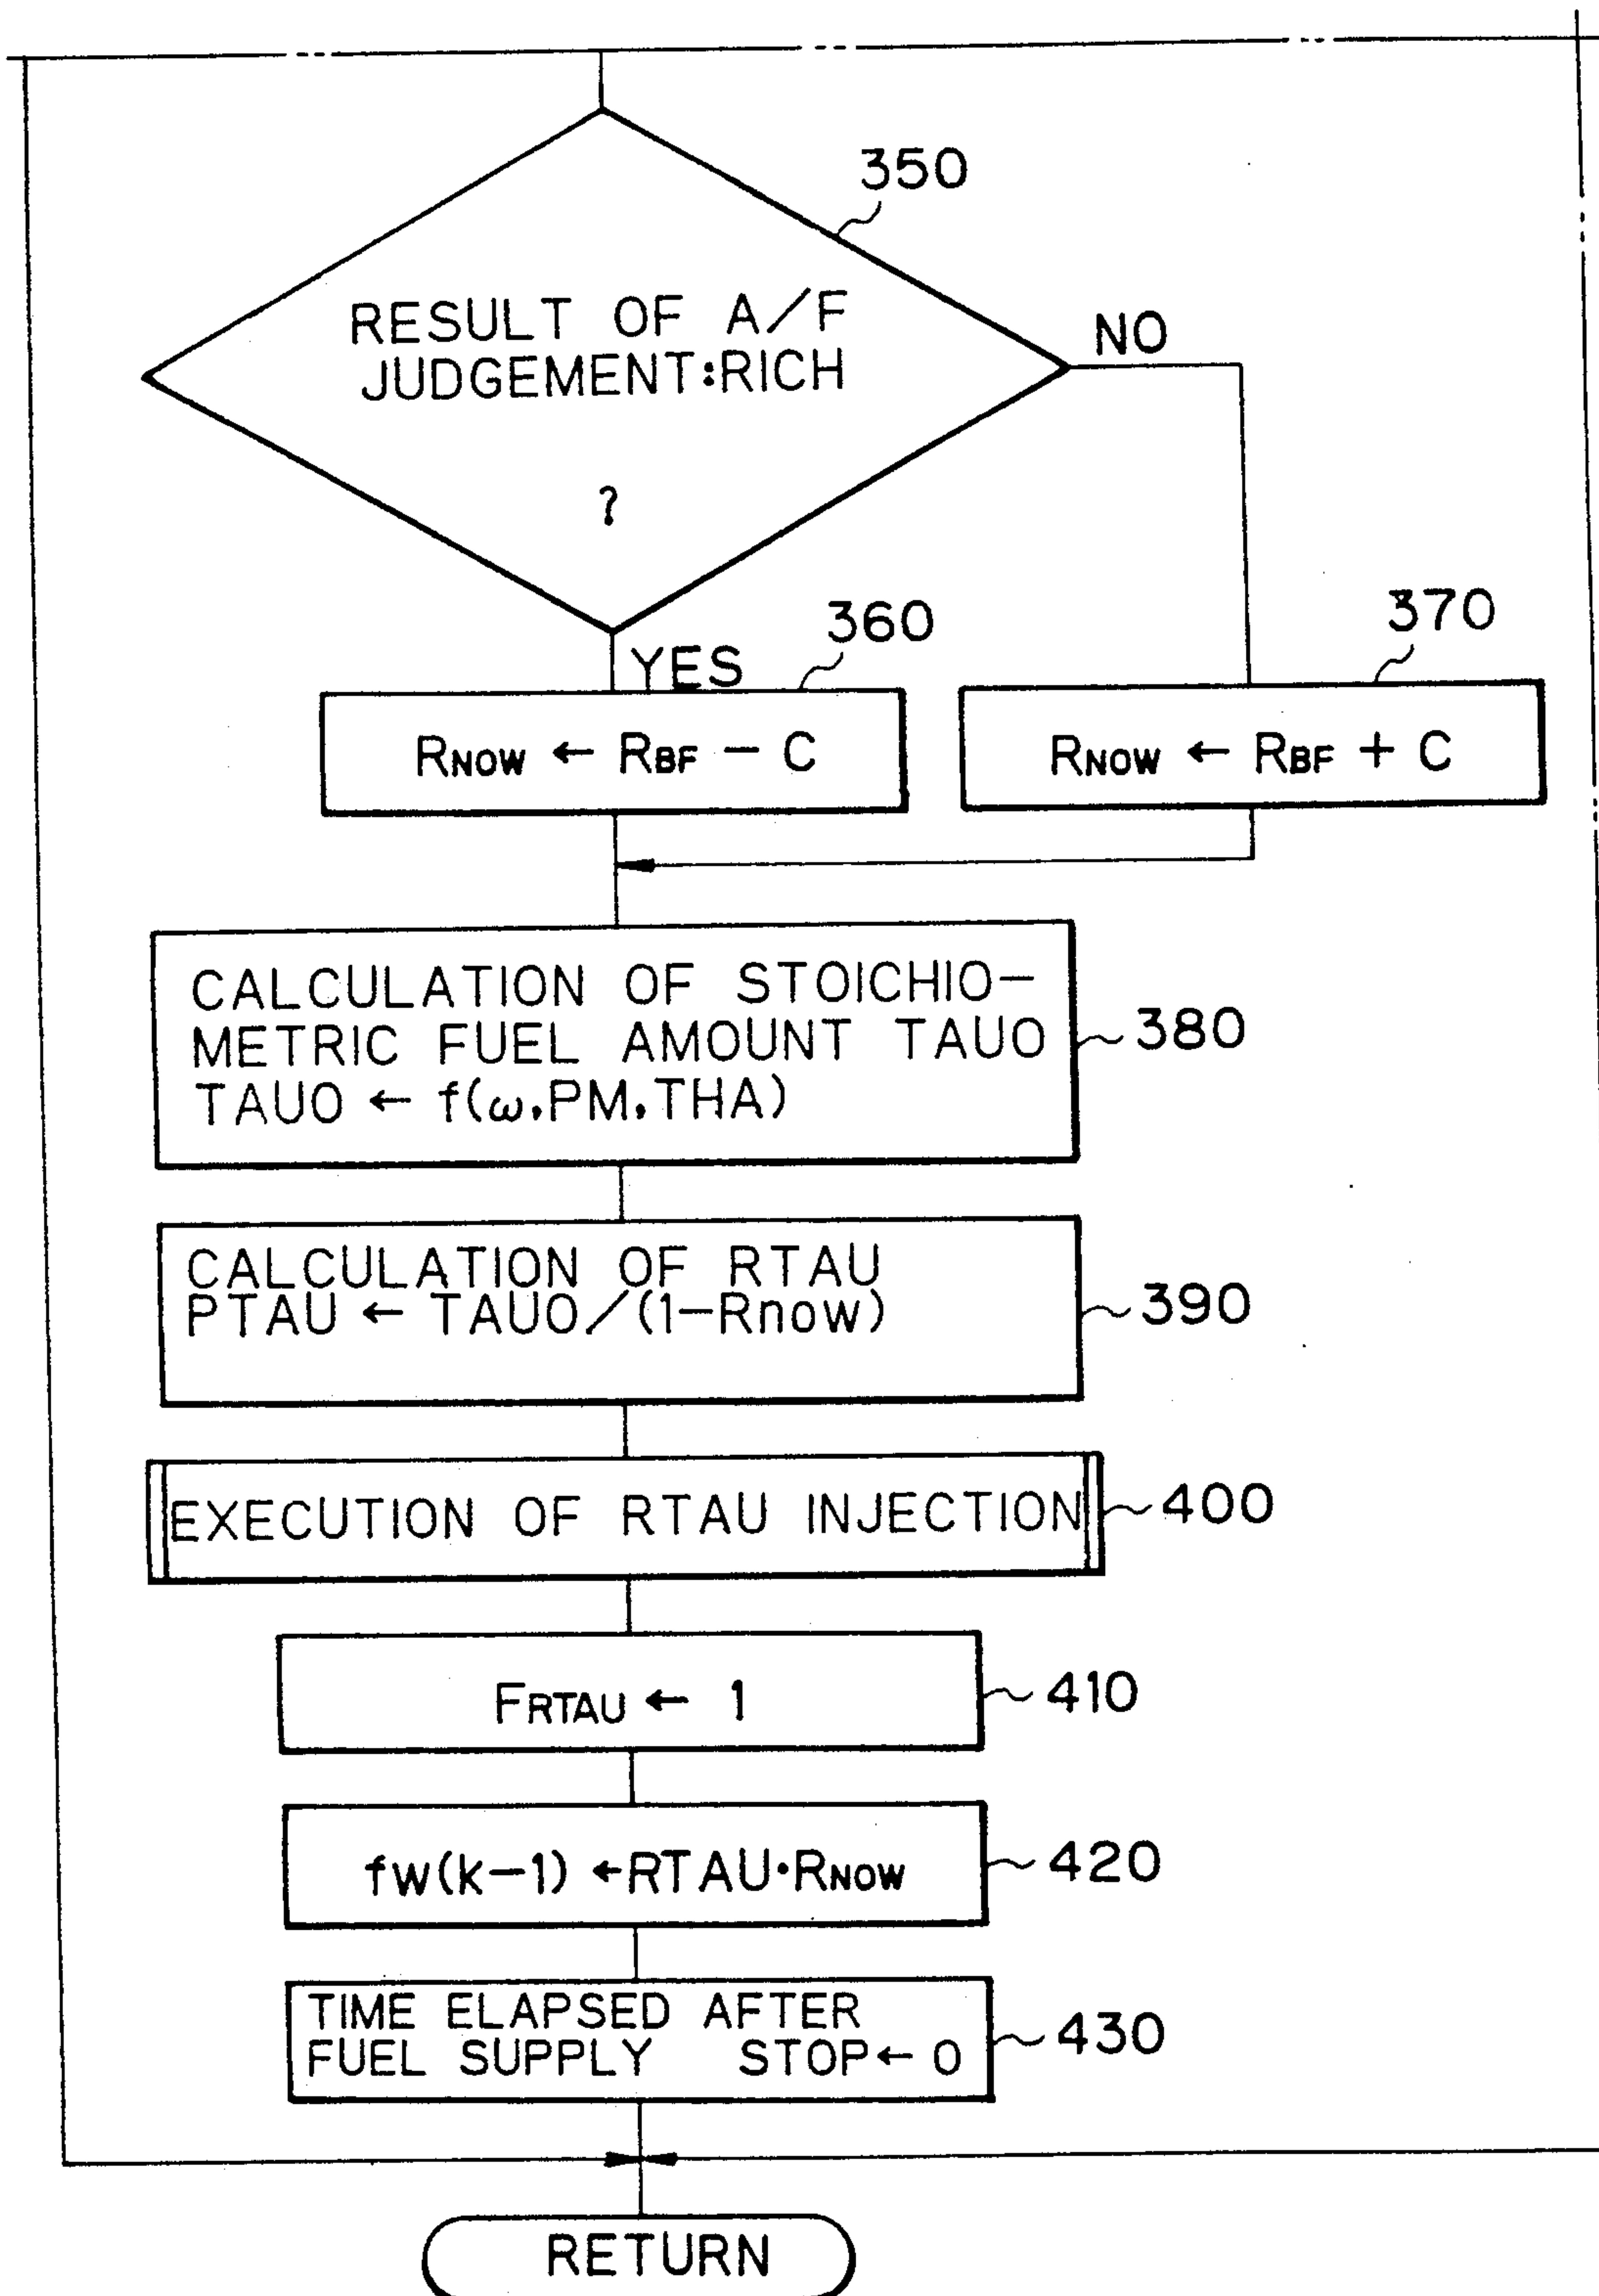 350
RESULT OF A/F
JUDGEMENT:RICH
?
NO
YES
360
370
RNOW ← RBF − C
RNOW ← RBF + C
CALCULATION OF STOICHIO-
METRIC FUEL AMOUNT TAUO
TAUO ← f(ω.PM.THA)
380
CALCULATION OF RTAU
PTAU ← TAUO/(1-Rnow)
390
EXECUTION OF RTAU INJECTION
400
FRTAU ← 1
410
fw(k-1) ←RTAU·RNOW
420
TIME ELAPSED AFTER
FUEL SUPPLY STOP← 0
430
RETURN